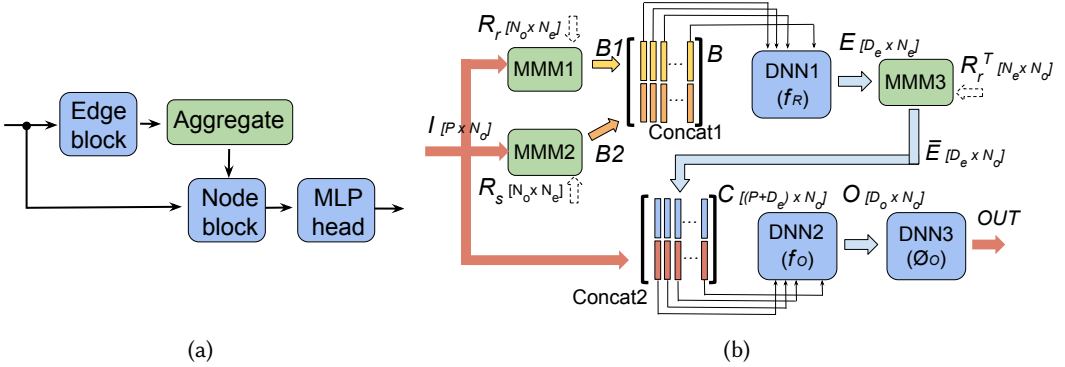 Edge
block
Aggregate
Node
block
MLP
head
(a)
R_r [N_o x N_e]
MMM1
B1
B
I [P x N_o]
MMM2
B2
R_s [N_o x N_e]
Concat1
DNN1
(f_R)
E [D_e x N_e]
MMM3
R_r^T [N_e x N_o]
Ē [D_e x N_o]
Concat2
C [(P+D_e) x N_o]
DNN2
(f_O)
O [D_o x N_o]
DNN3
(Ø_O)
OUT
(b)